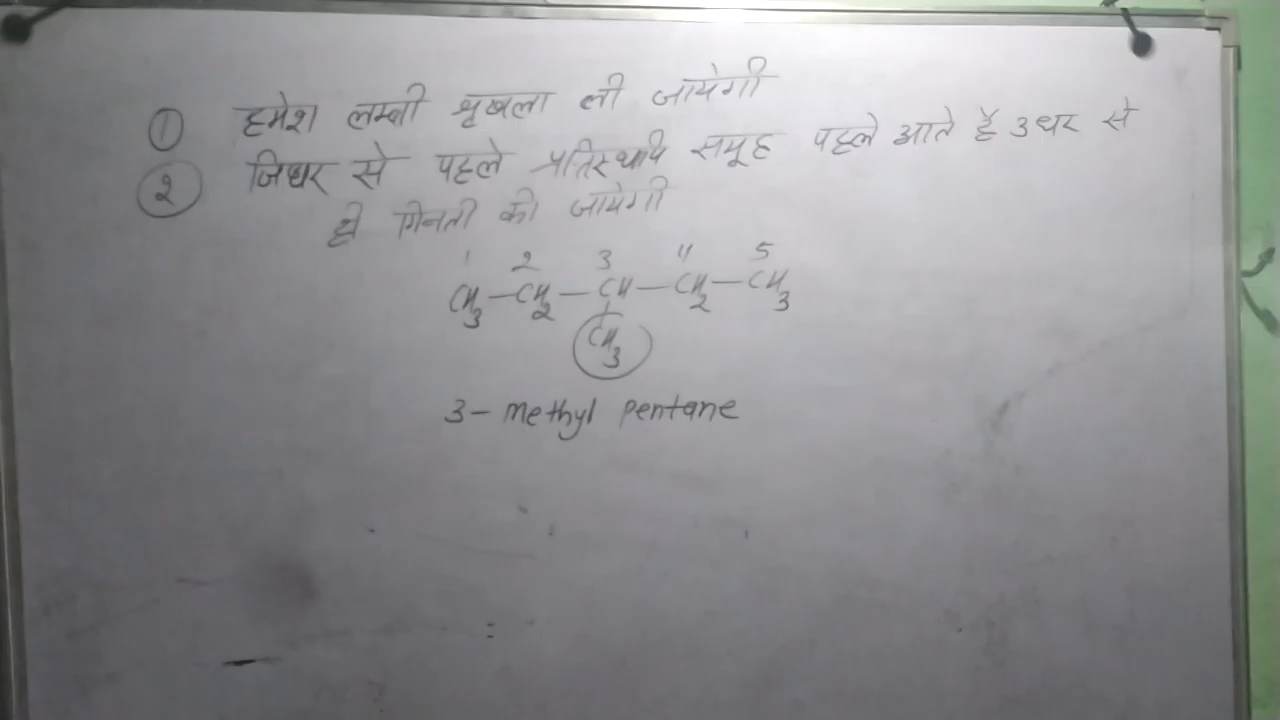 ① हमेश लम्बी श्रृखला ली जायेगी
② जिधर से पहले प्रतिस्थापि समूह पहले आते हैं उधर से
ही गिनती की जायेगी
1 2 3 4 5
CH3—CH2—CH—CH2—CH3
CH3
3- methyl pentane